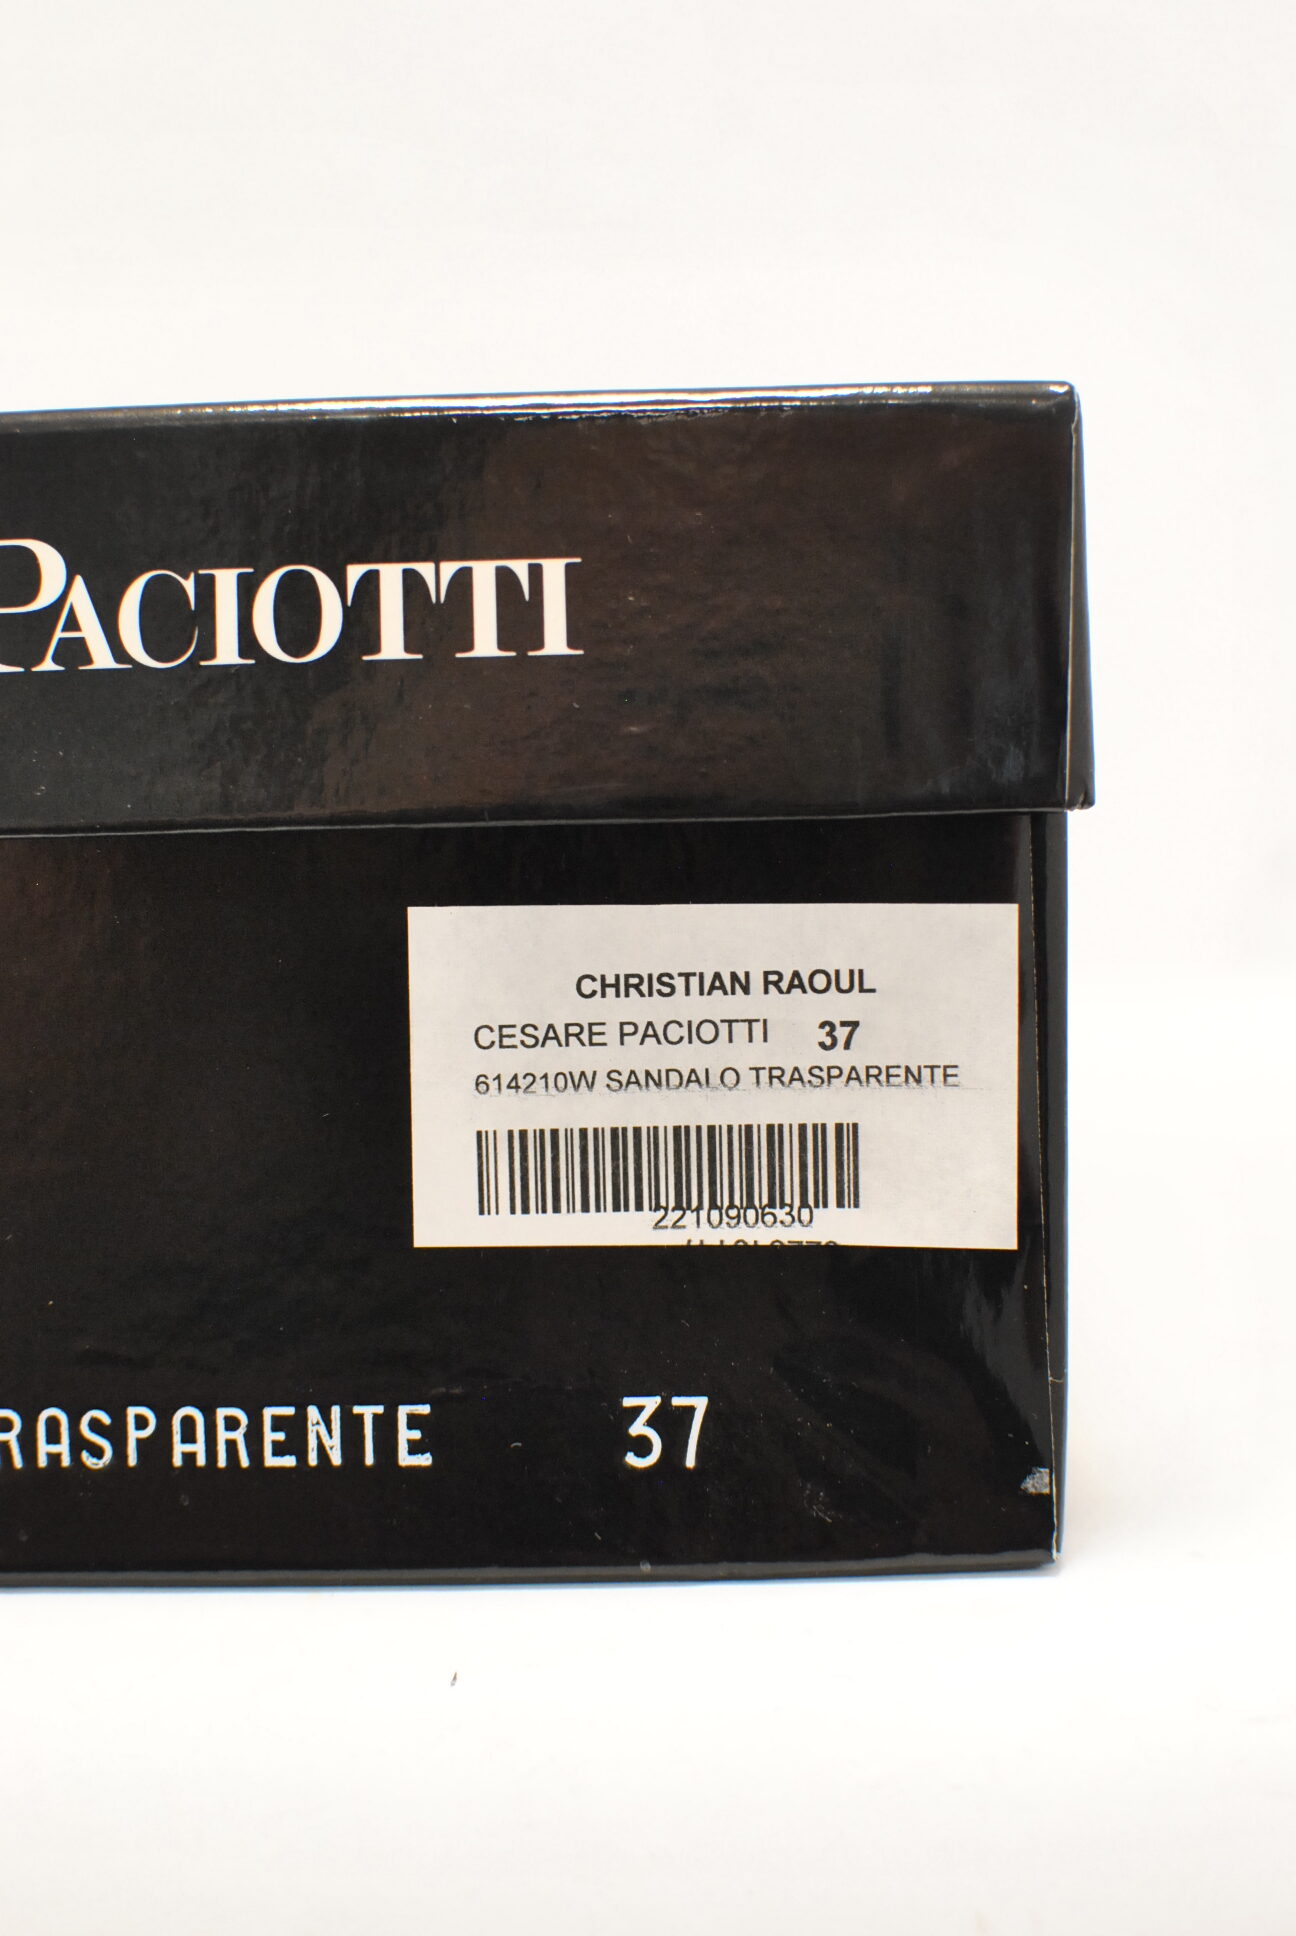 PACIOTTI
CHRISTIAN RAOUL
CESARE PACIOTTI 37
614210W SANDALO TRASPARENTE
221090630
RASPARENTE 37